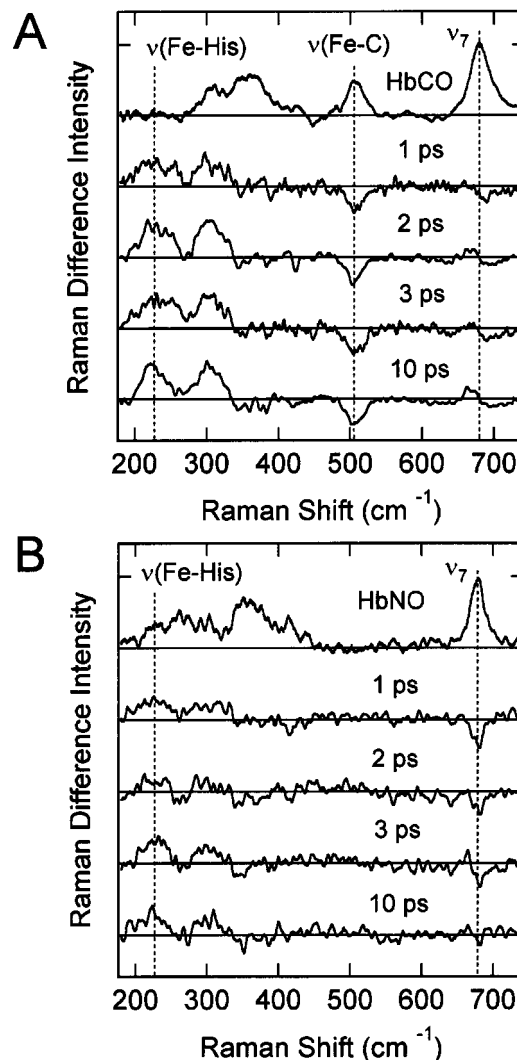 A
ν(Fe-His) ν(Fe-C) ν7
HbCO
1 ps
2 ps
3 ps
10 ps
Raman Difference Intensity
200 300 400 500 600 700
Raman Shift (cm -1)
B
ν(Fe-His) ν7
HbNO
1 ps
2 ps
3 ps
10 ps
Raman Difference Intensity
200 300 400 500 600 700
Raman Shift (cm -1)